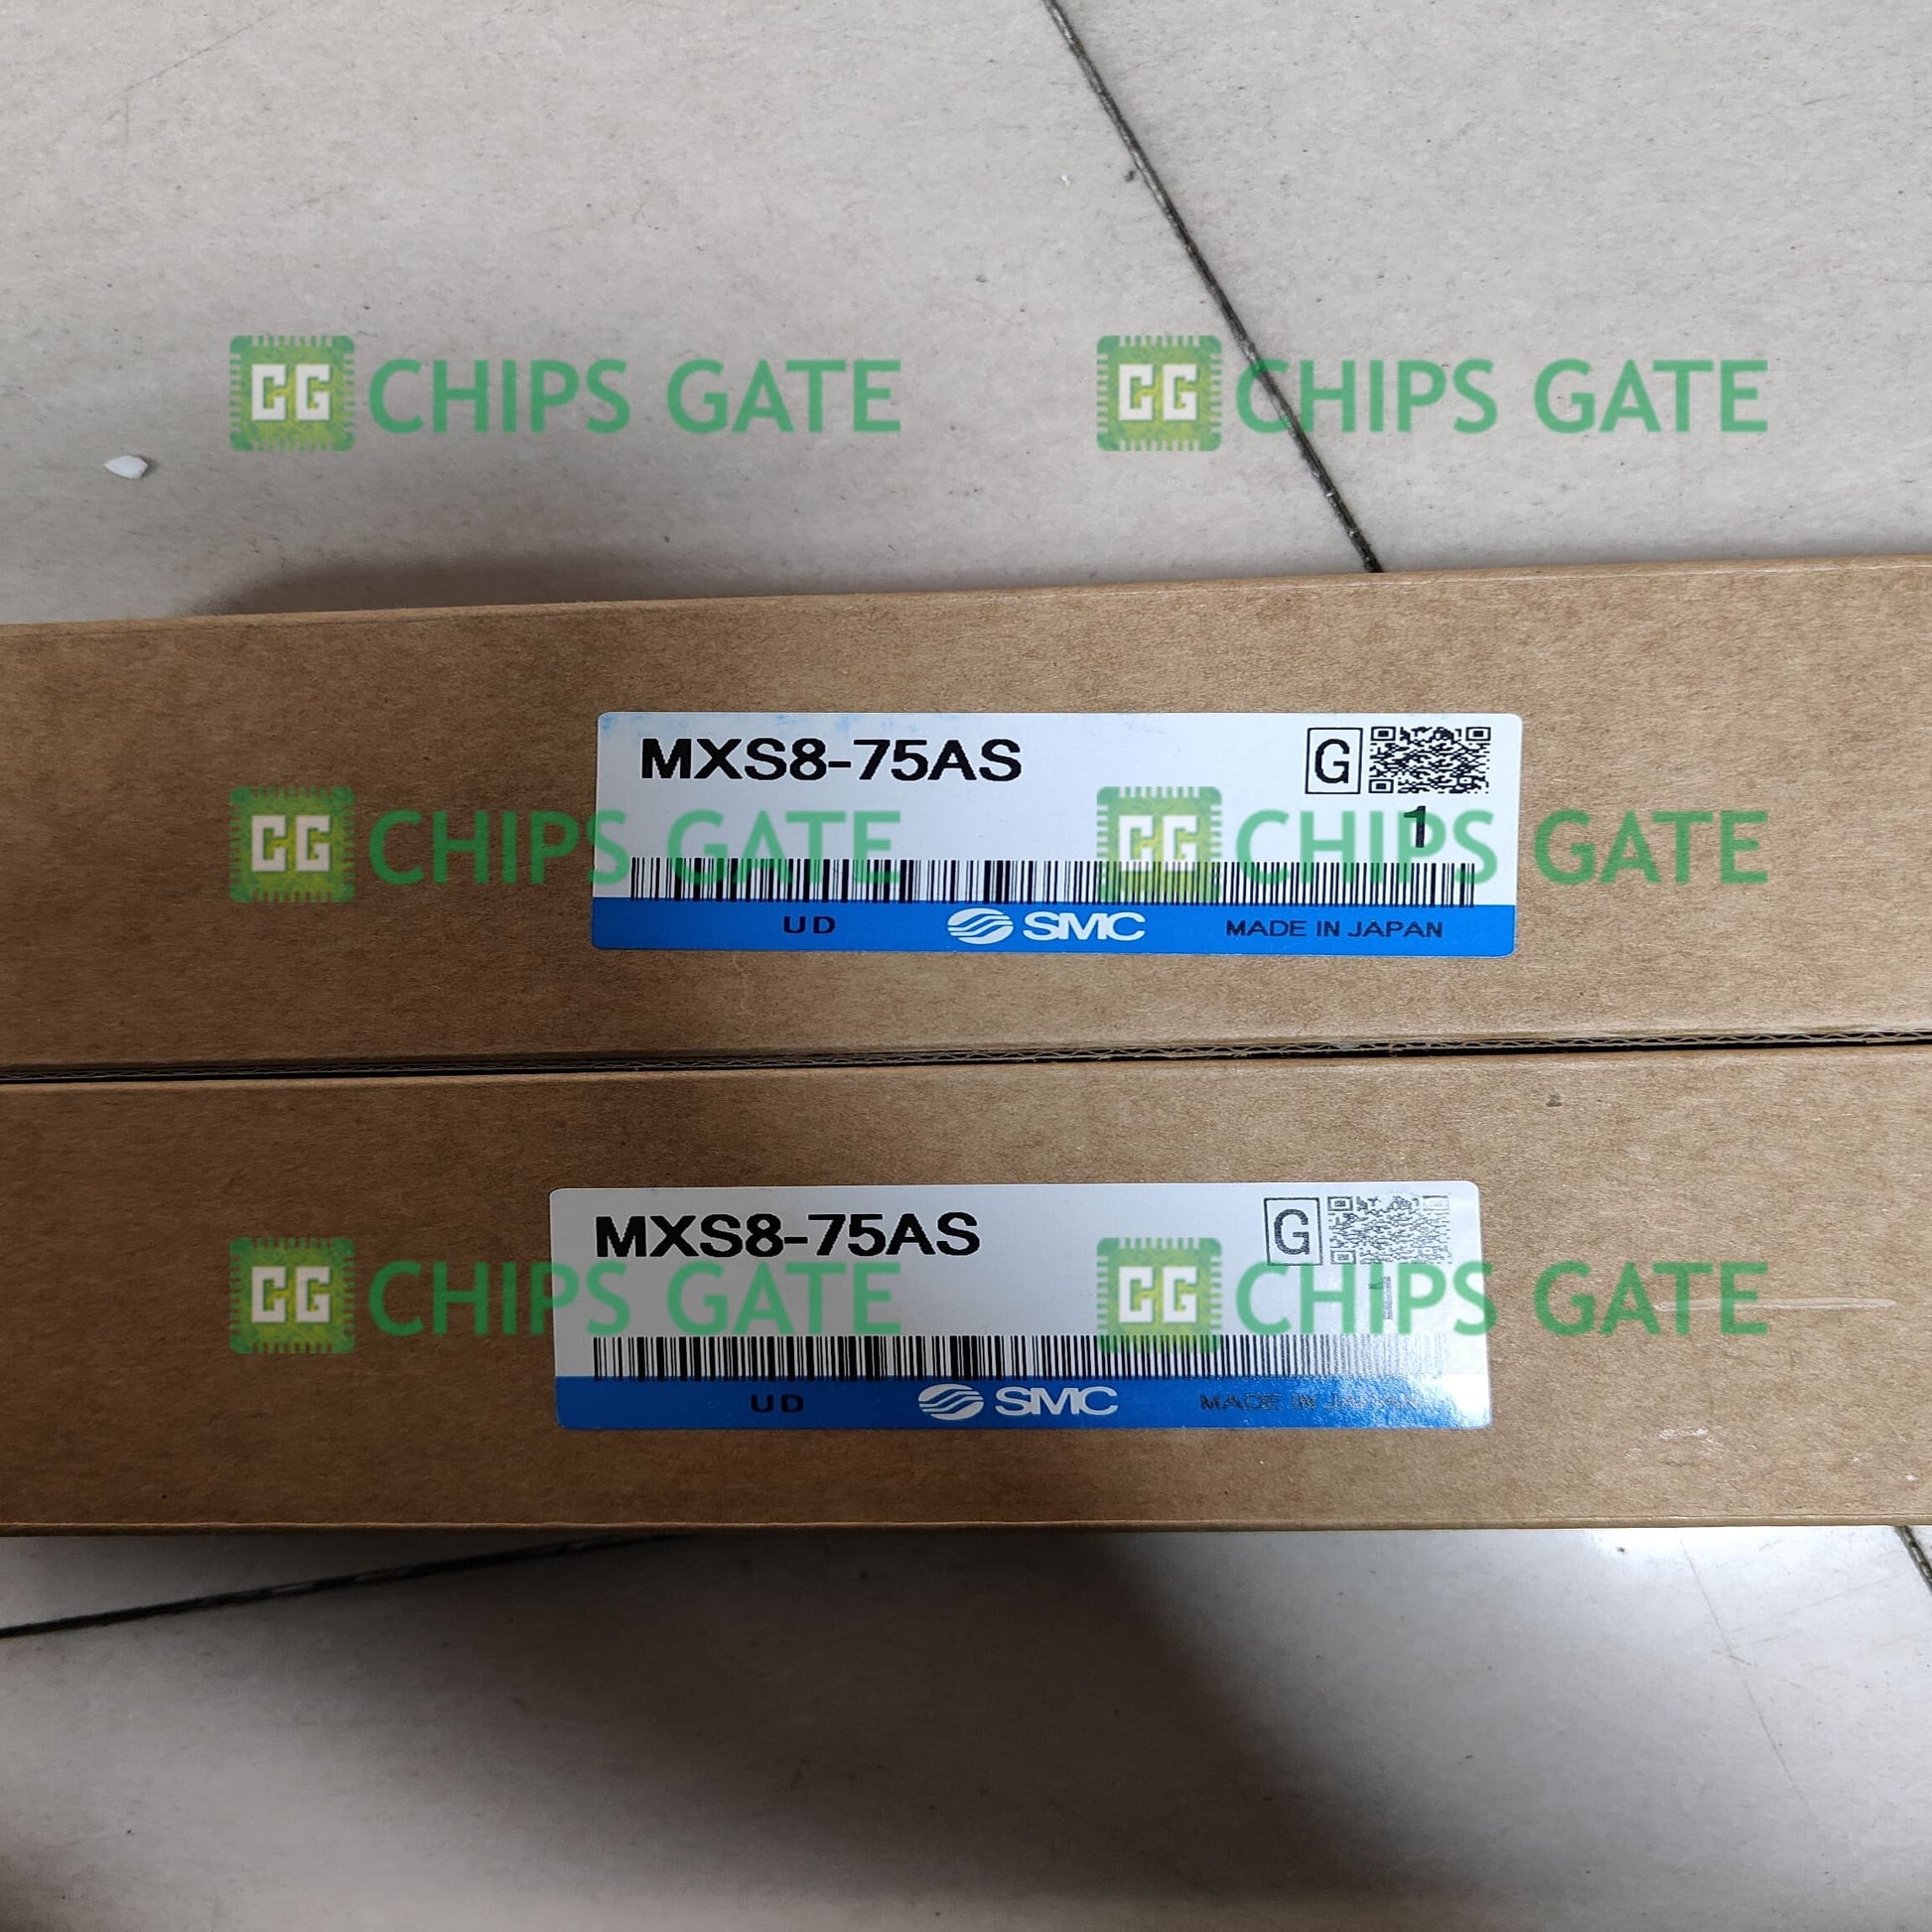 CG CHIPS GATE CG CHIPS GATE
MXS8-75AS G
1
CG CHIPS GATE CG CHIPS GATE
UD SMC MADE IN JAPAN
MXS8-75AS G
1
CG CHIPS GATE CG CHIPS GATE
UD SMC MADE IN JAPAN